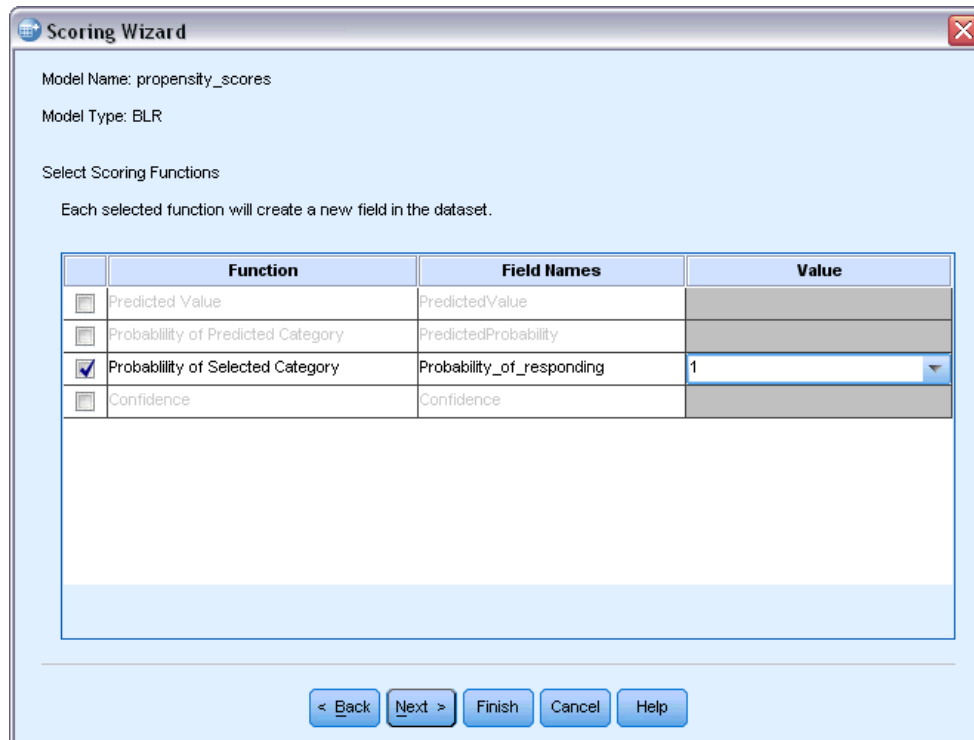 Scoring Wizard
Model Name: propensity_scores
Model Type: BLR
Select Scoring Functions
Each selected function will create a new field in the dataset.
Function Field Names Value
Predicted Value PredictedValue
Probablility of Predicted Category PredictedProbability
Probablility of Selected Category Probability_of_responding 1
Confidence Confidence
< Back Next > Finish Cancel Help